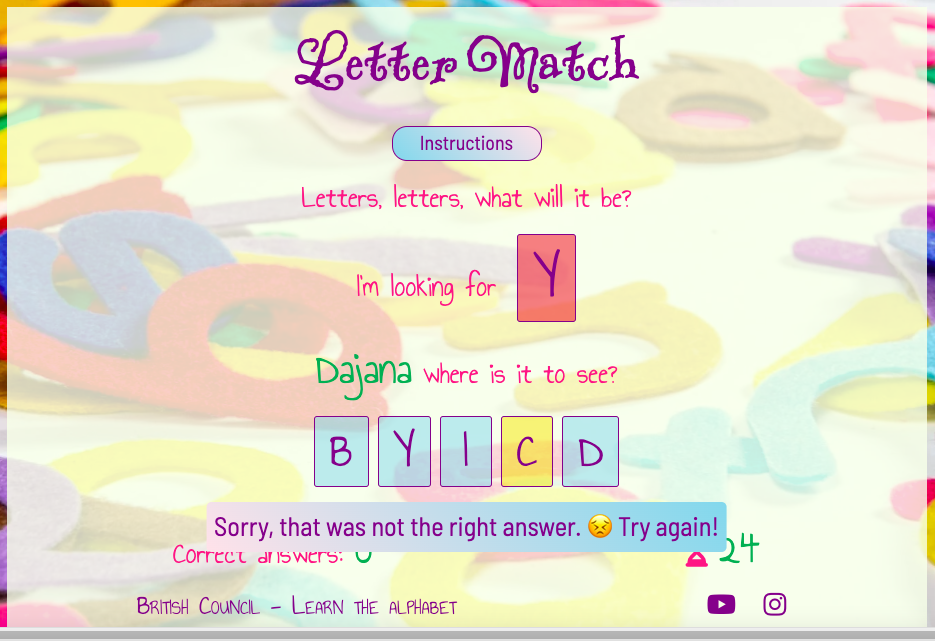 Letter Match
Instructions
Letters, letters, what will it be?
I'm looking for Y
Dajana where is it to see?
B Y I C D
Sorry, that was not the right answer. 😣 Try again!
Correct answers: 0 24
British Council - Learn the alphabet